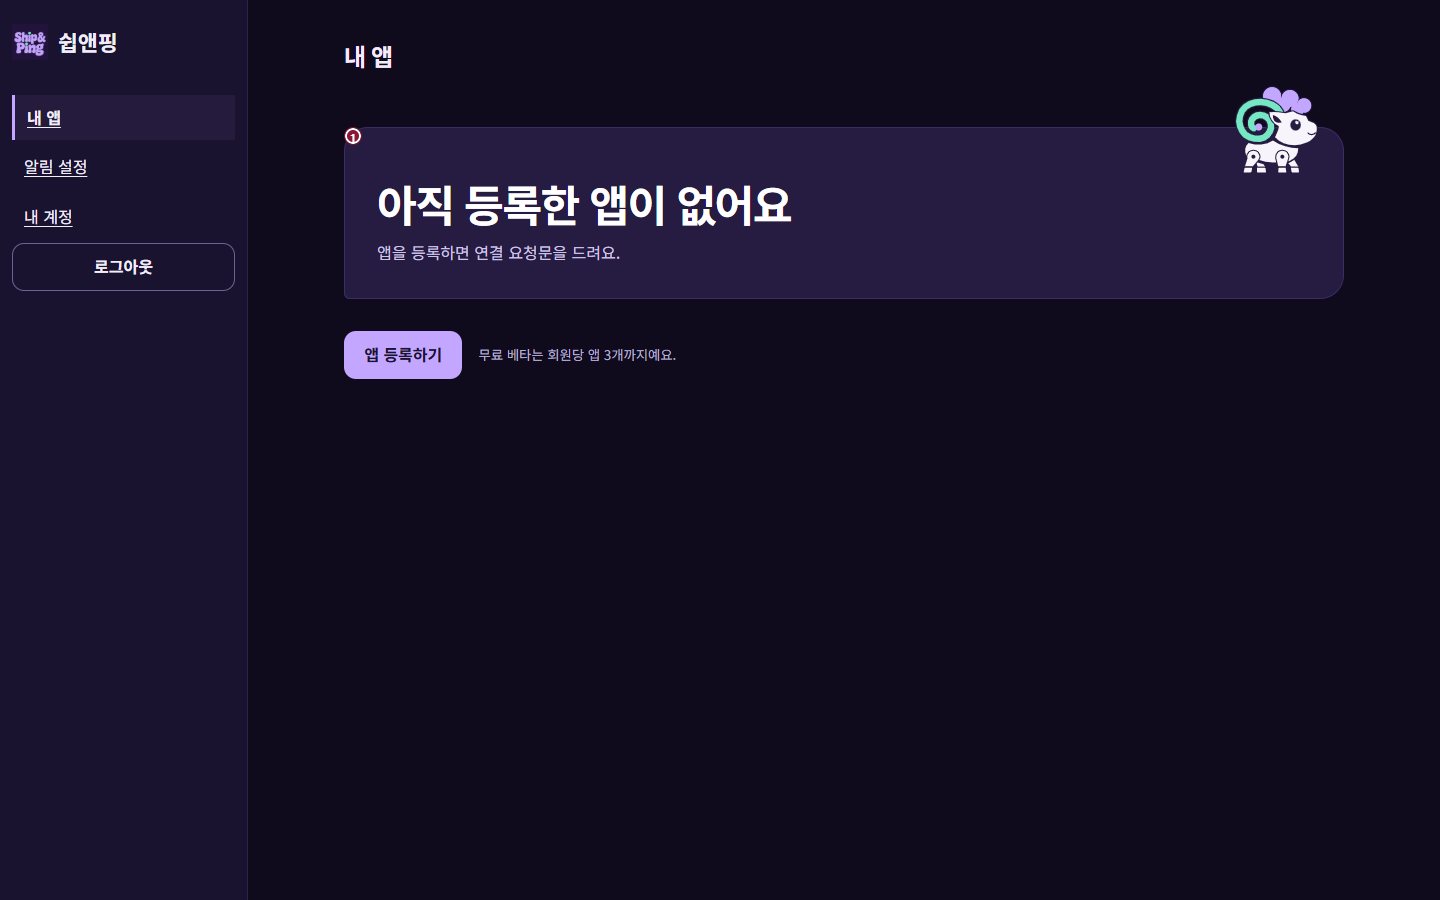 Ship&
Ping
쉽앤핑
내 앱
알림 설정
내 계정
로그아웃
내 앱
1
아직 등록한 앱이 없어요
앱을 등록하면 연결 요청문을 드려요.
앱 등록하기
무료 베타는 회원당 앱 3개까지예요.